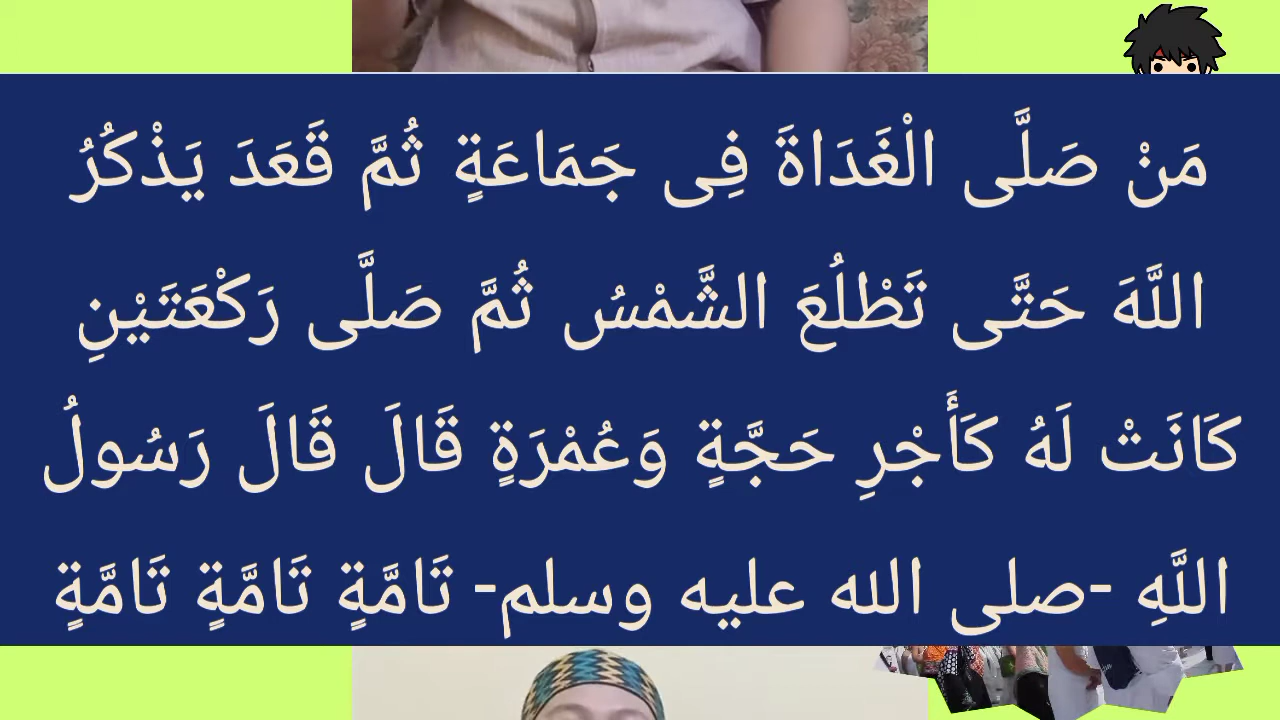 مَنْ صَلَّى الْغَدَاةَ فِى جَمَاعَةٍ ثُمَّ قَعَدَ يَذْكُرُ
اللَّهَ حَتَّى تَطْلُعَ الشَّمْسُ ثُمَّ صَلَّى رَكْعَتَيْنِ
كَانَتْ لَهُ كَأَجْرِ حَجَّةٍ وَعُمْرَةٍ قَالَ قَالَ رَسُولُ
اللَّهِ -صلى الله عليه وسلم- تَامَّةٍ تَامَّةٍ تَامَّةٍ